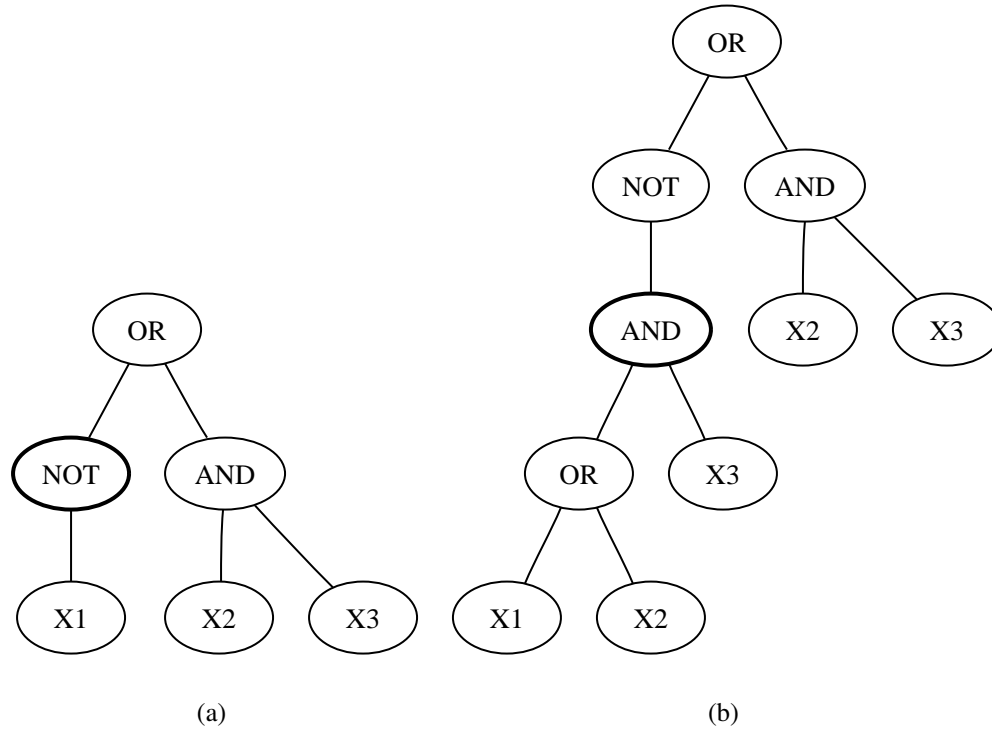 OR
NOT AND
X1 X2 X3
(a)
OR
NOT AND
AND X2 X3
OR X3
X1 X2
(b)